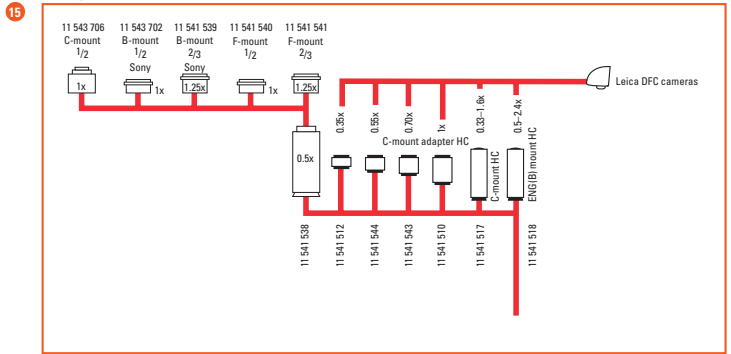 15
11 543 706
C-mount
1/2
11 543 702
B-mount
1/2
Sony
11 541 539
B-mount
2/3
Sony
11 541 540
F-mount
1/2
11 541 541
F-mount
2/3
1x
1x
1.25x
1x
1.25x
Leica DFC cameras
0.35x
0.55x
0.70x
1x
0.33–1.6x
0.5–2.4x
C-mount adapter HC
0.5x
C-mount HC
ENG(B) mount HC
11 541 538
11 541 512
11 541 544
11 541 543
11 541 510
11 541 517
11 541 518